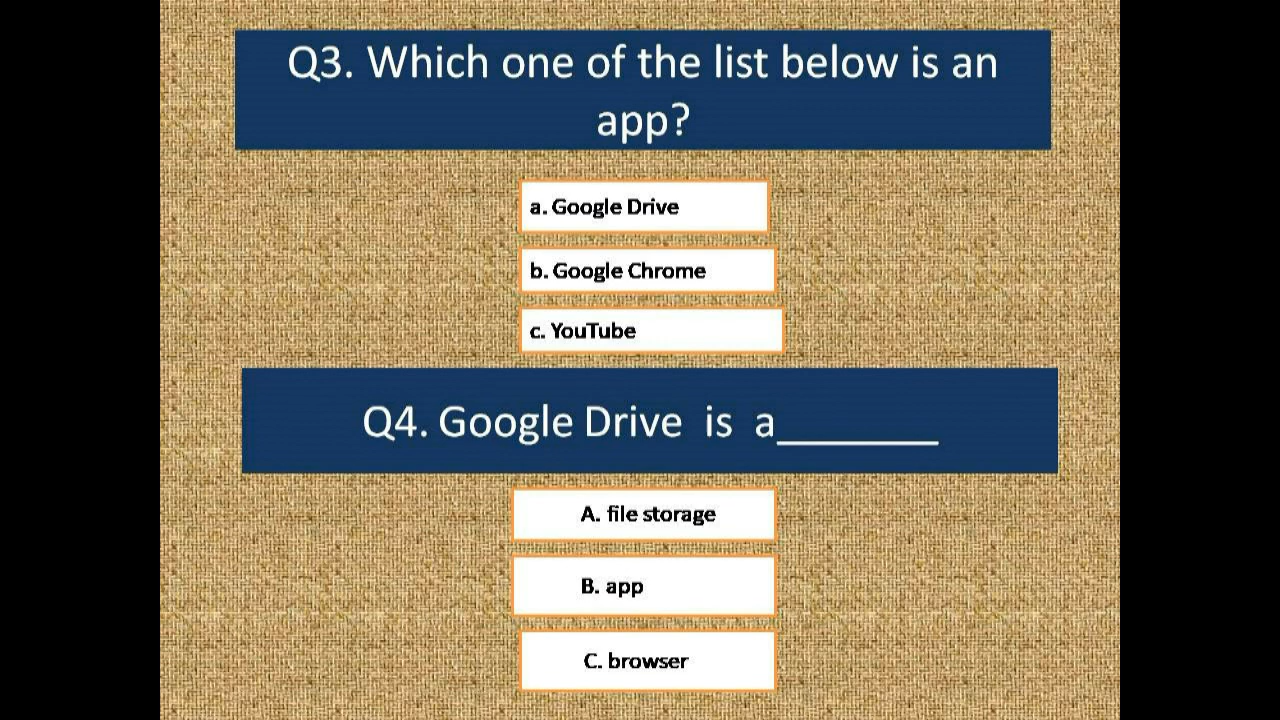 Q3. Which one of the list below is an
app?
a. Google Drive
b. Google Chrome
c. YouTube
Q4. Google Drive is a_______
A. file storage
B. app
C. browser